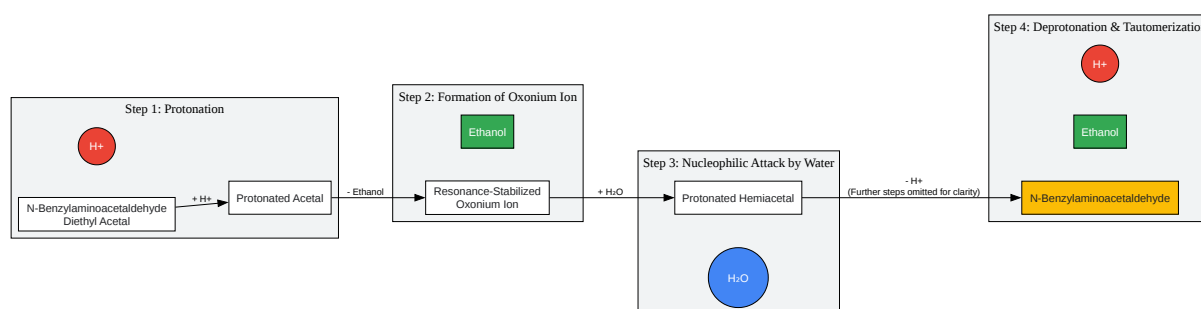 Step 1: Protonation
H+
N-Benzylaminoacetaldehyde
Diethyl Acetal
+ H+
Protonated Acetal
- Ethanol
Step 2: Formation of Oxonium Ion
Ethanol
Resonance-Stabilized
Oxonium Ion
+ H₂O
Step 3: Nucleophilic Attack by Water
Protonated Hemiacetal
H₂O
- H+
(Further steps omitted for clarity)
Step 4: Deprotonation & Tautomerization
H+
Ethanol
N-Benzylaminoacetaldehyde